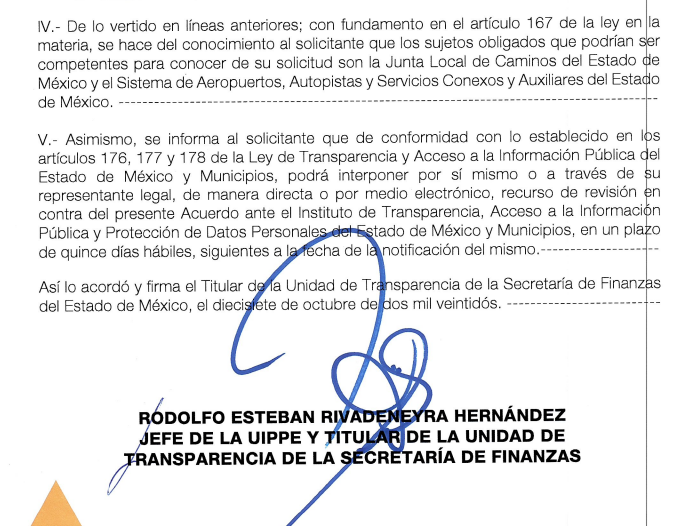 IV.- De lo vertido en líneas anteriores; con fundamento en el artículo 167 de la ley en la
materia, se hace del conocimiento al solicitante que los sujetos obligados que podrían ser
competentes para conocer de su solicitud son la Junta Local de Caminos del Estado de
México y el Sistema de Aeropuertos, Autopistas y Servicios Conexos y Auxiliares del Estado
de México. ----------------------------------------------------------------------
V.- Asimismo, se informa al solicitante que de conformidad con lo establecido en los
artículos 176, 177 y 178 de la Ley de Transparencia y Acceso a la Información Pública del
Estado de México y Municipios, podrá interponer por sí mismo o a través de su
representante legal, de manera directa o por medio electrónico, recurso de revisión en
contra del presente Acuerdo ante el Instituto de Transparencia, Acceso a la Información
Pública y Protección de Datos Personales del Estado de México y Municipios, en un plazo
de quince días hábiles, siguientes a la fecha de la notificación del mismo.----------------
Así lo acordó y firma el Titular de la Unidad de Transparencia de la Secretaría de Finanzas
del Estado de México, el diecisiete de octubre de dos mil veintidós. --------------------
RODOLFO ESTEBAN RIVADENEYRA HERNÁNDEZ
JEFE DE LA UIPPE Y TITULAR DE LA UNIDAD DE
TRANSPARENCIA DE LA SECRETARÍA DE FINANZAS